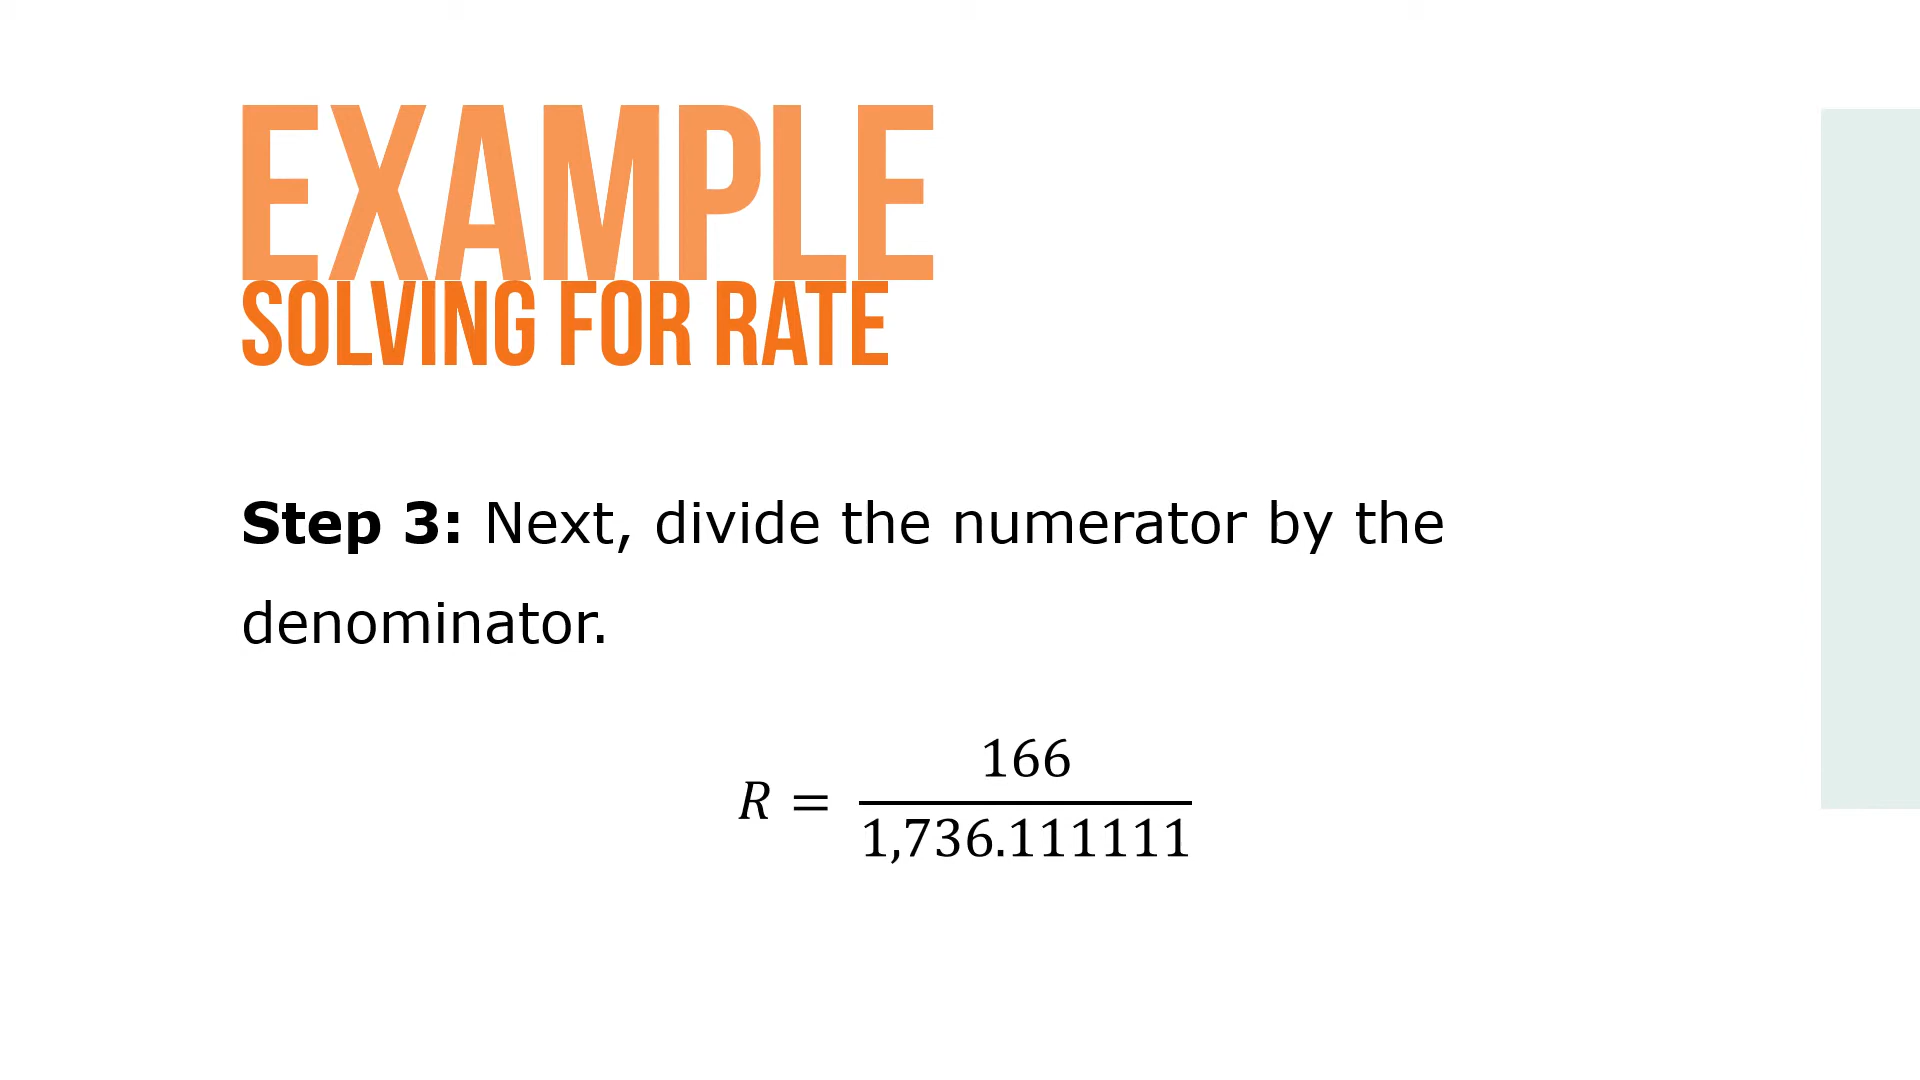 EXAMPLE
SOLVING FOR RATE
Step 3: Next, divide the numerator by the
denominator.
R = 166 / 1,736.111111